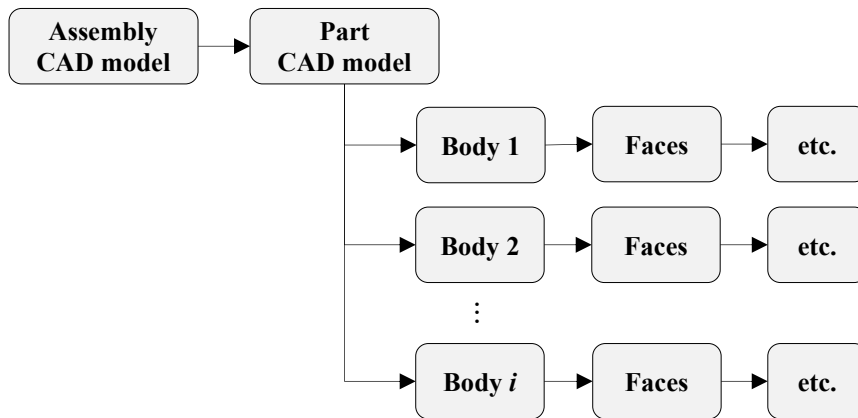 Assembly
CAD model
Part
CAD model
Body 1
Faces
etc.
Body 2
Faces
etc.
⋮
Body i
Faces
etc.